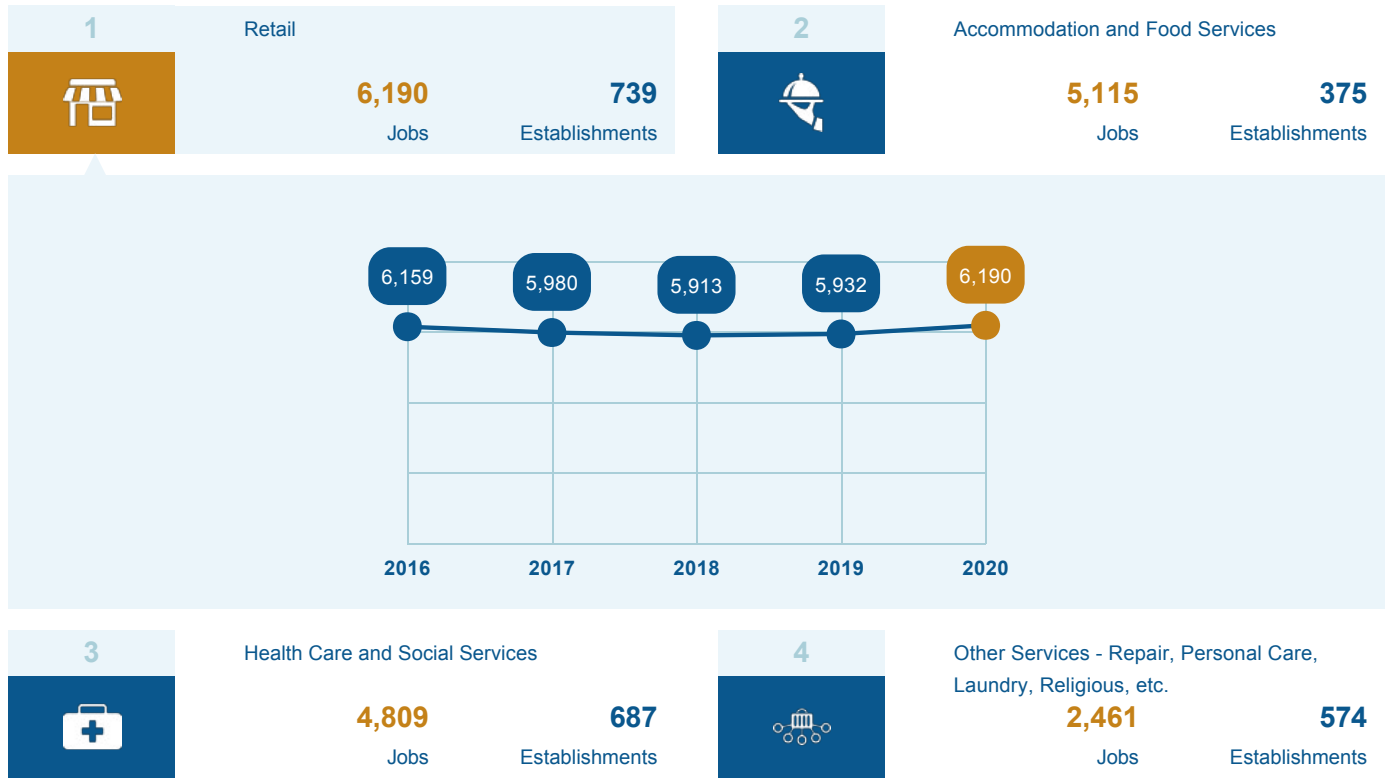 1
Retail
6,190
739
Jobs
Establishments
2
Accommodation and Food Services
5,115
375
Jobs
Establishments
6,159
5,980
5,913
5,932
6,190
2016
2017
2018
2019
2020
3
Health Care and Social Services
4,809
687
Jobs
Establishments
4
Other Services - Repair, Personal Care,
Laundry, Religious, etc.
2,461
574
Jobs
Establishments